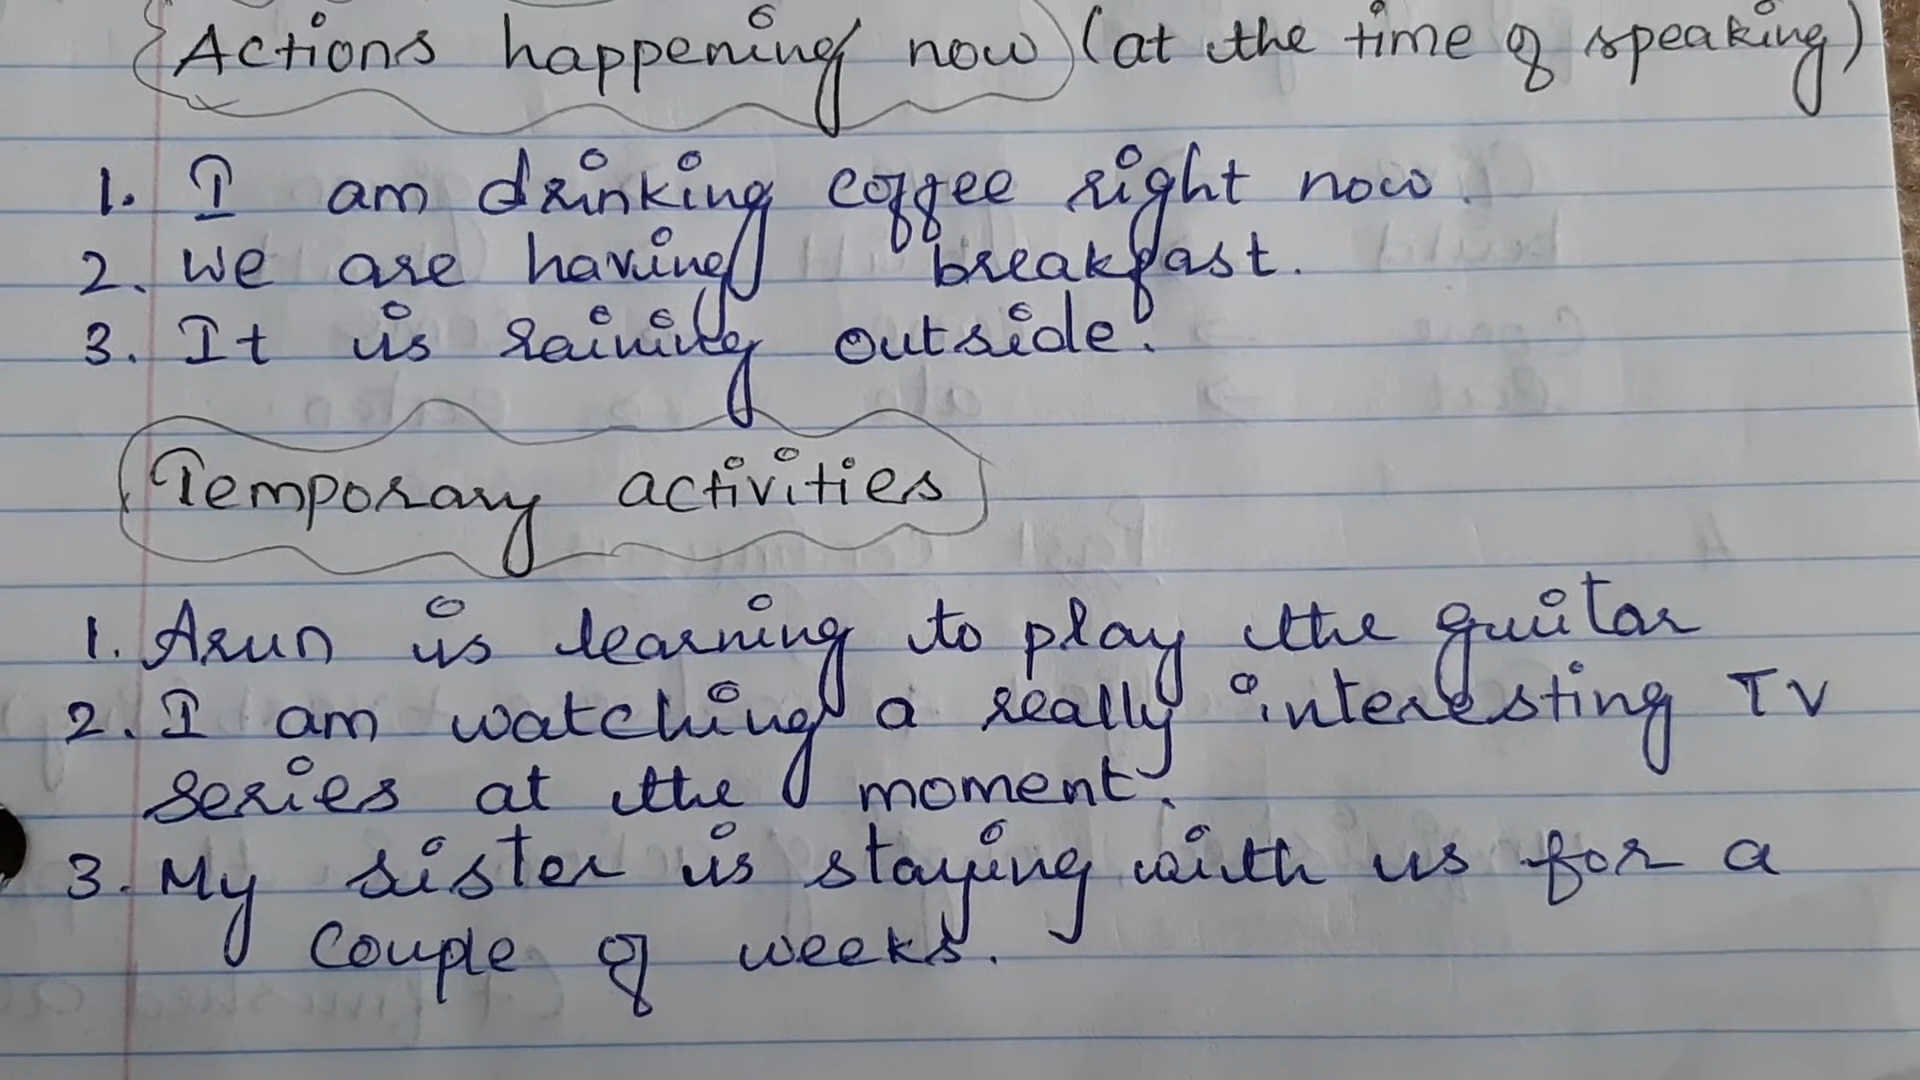 Actions happening now (at the time of speaking)
1. I am drinking coffee right now.
2. We are having breakfast.
3. It is raining outside.
Temporary activities
1. Arun is learning to play the guitar
2. I am watching a really interesting TV
series at the moment.
3. My sister is staying with us for a
couple of weeks.